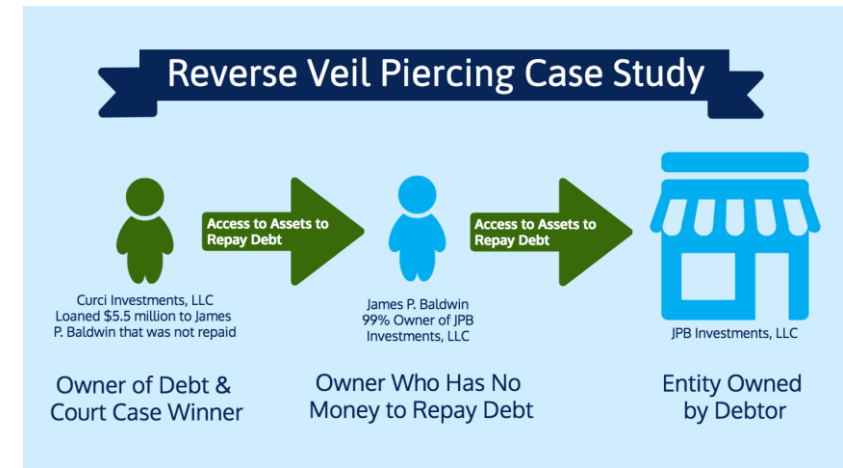 Reverse Veil Piercing Case Study
Access to Assets to
Repay Debt
Access to Assets to
Repay Debt
Curci Investments, LLC
Loaned $5.5 million to James
P. Baldwin that was not repaid
James P. Baldwin
99% Owner of JPB
Investments, LLC
JPB Investments, LLC
Owner of Debt &
Court Case Winner
Owner Who Has No
Money to Repay Debt
Entity Owned
by Debtor